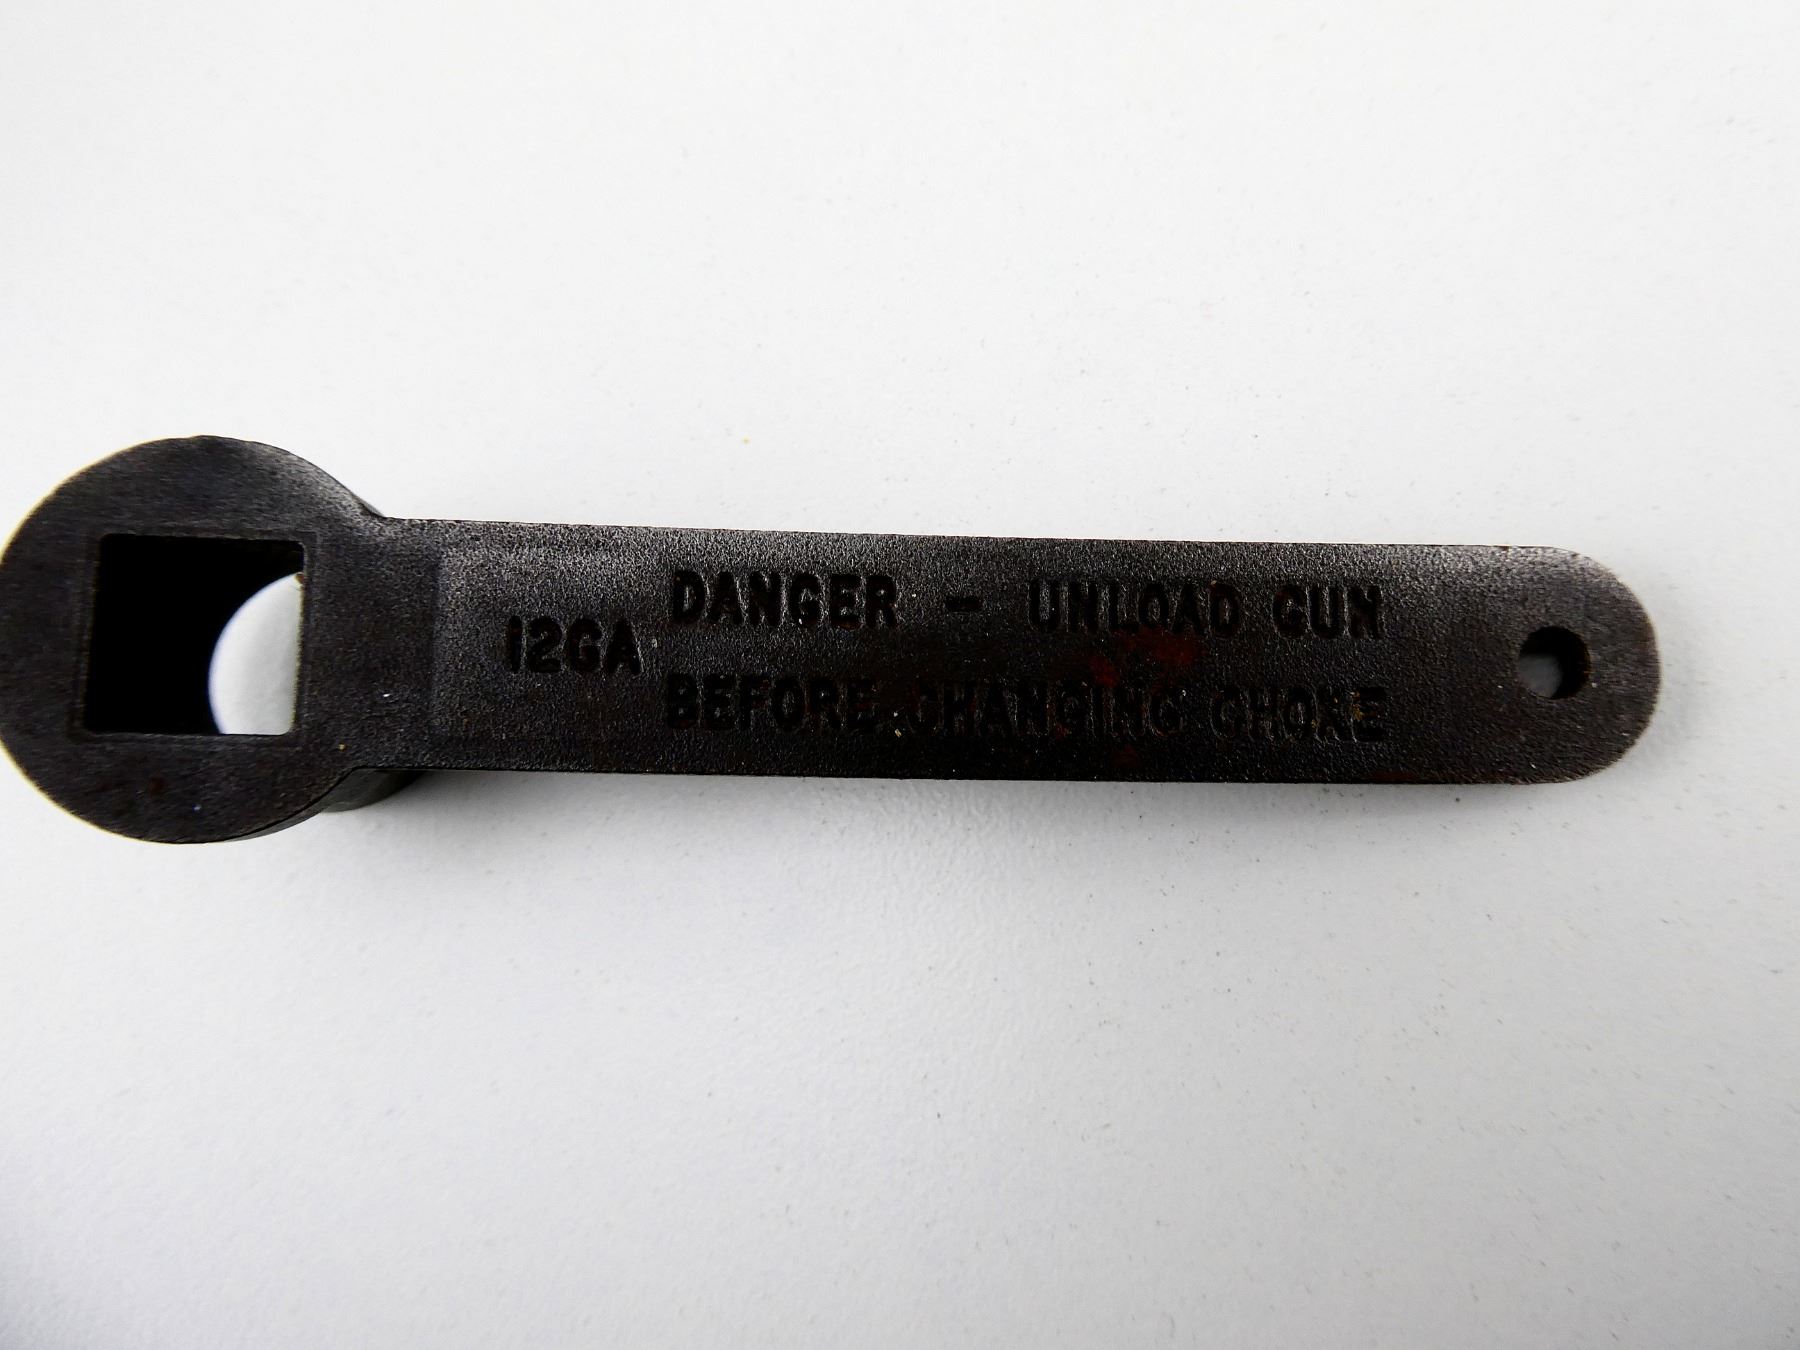 12GA
DANGER - UNLOAD GUN
BEFORE CHANGING CHOKE